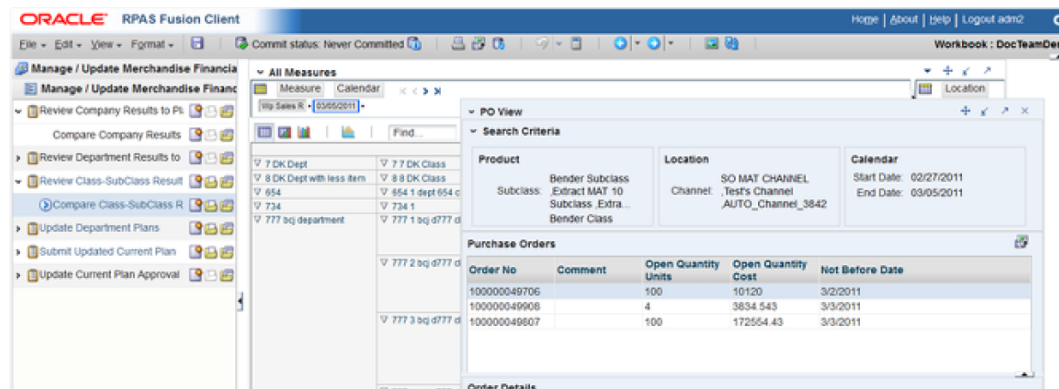 ORACLE RPAS Fusion Client
Home | About | Help | Logout adm2
File Edit View Format Commit status: Never Committed Workbook : DocTeamDem
Manage / Update Merchandise Financia
Manage / Update Merchandise Financ
Review Company Results to Pl
Compare Company Results
Review Department Results to
Review Class-SubClass Result
Compare Class-SubClass R
Update Department Plans
Submit Updated Current Plan
Update Current Plan Approval
All Measures
Measure Calendar Location
Wp Sales R 03/05/2011
Find...
7 DK Dept 7 7 DK Class
8 DK Dept with less item 8 8 DK Class
654 654 1 dept 654 c
734 734 1
777 bcj department 777 1 bcj d777 d
777 2 bcj d777 d
777 3 bcj d777 d
PO View
Search Criteria
Product
Subclass: Bender Subclass
,Extract MAT 10
Subclass ,Extra...
Bender Class
Location
Channel: SO MAT CHANNEL
,Test's Channel
,AUTO_Channel_3842
Calendar
Start Date: 02/27/2011
End Date: 03/05/2011
Purchase Orders
Order No Comment Open Quantity Units Open Quantity Cost Not Before Date
100000049706 100 10120 3/2/2011
100000049908 4 3834.543 3/3/2011
100000049807 100 172554.43 3/3/2011
Order Details